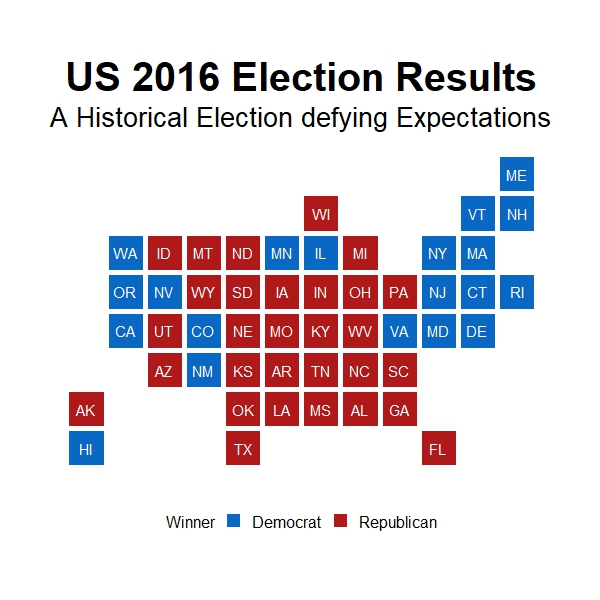 US 2016 Election Results
A Historical Election defying Expectations
ME
WI VT NH
WA ID MT ND MN IL MI NY MA
OR NV WY SD IA IN OH PA NJ CT RI
CA UT CO NE MO KY WV VA MD DE
AZ NM KS AR TN NC SC
AK OK LA MS AL GA
HI TX FL
Winner Democrat Republican